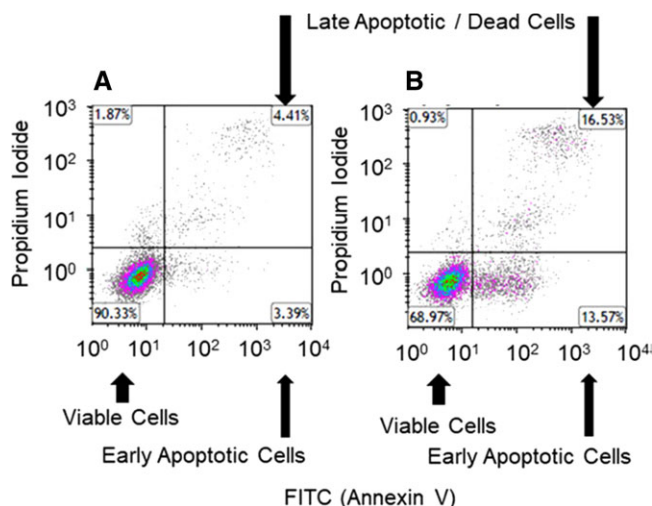 Late Apoptotic / Dead Cells
A
B
Propidium Iodide
10³
10²
10¹
10⁰
1.87%
4.41%
90.33%
3.39%
10⁰ 10¹ 10² 10³ 10⁴
Propidium Iodide
10³
10²
10¹
10⁰
0.93%
16.53%
68.97%
13.57%
10⁰ 10¹ 10² 10³
Viable Cells
Early Apoptotic Cells
Viable Cells
Early Apoptotic Cells
FITC (Annexin V)